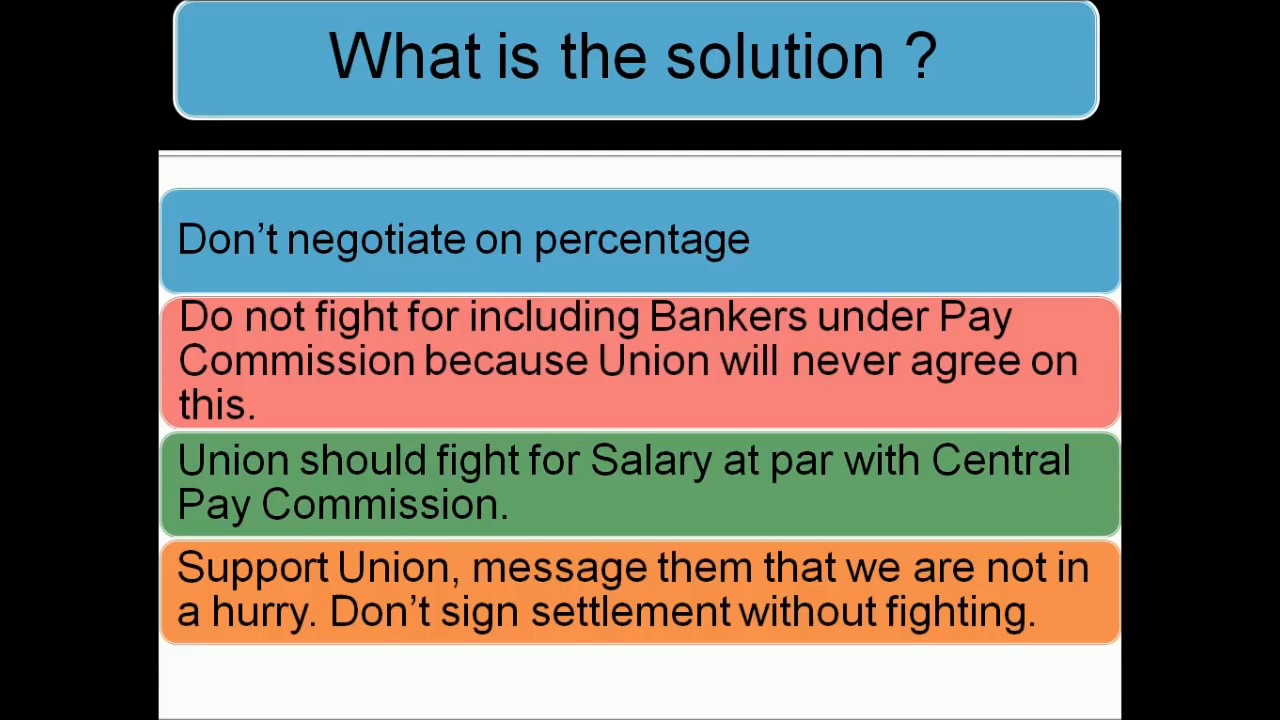 What is the solution ?
Don't negotiate on percentage
Do not fight for including Bankers under Pay
Commission because Union will never agree on
this.
Union should fight for Salary at par with Central
Pay Commission.
Support Union, message them that we are not in
a hurry. Don't sign settlement without fighting.